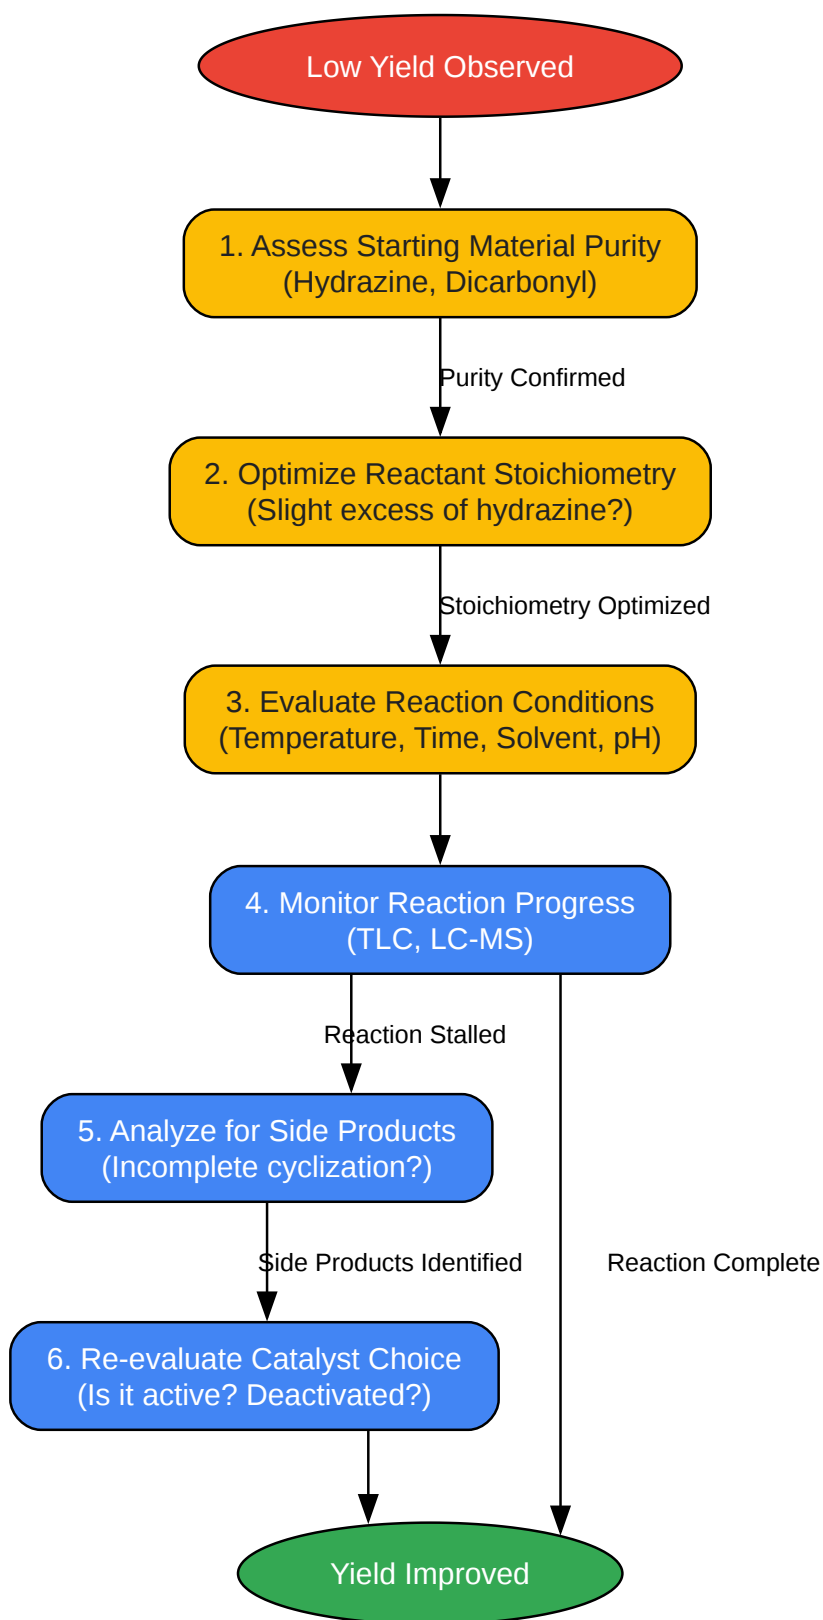 Low Yield Observed
1. Assess Starting Material Purity
(Hydrazine, Dicarbonyl)
Purity Confirmed
2. Optimize Reactant Stoichiometry
(Slight excess of hydrazine?)
Stoichiometry Optimized
3. Evaluate Reaction Conditions
(Temperature, Time, Solvent, pH)
4. Monitor Reaction Progress
(TLC, LC-MS)
Reaction Stalled
5. Analyze for Side Products
(Incomplete cyclization?)
Side Products Identified
Reaction Complete
6. Re-evaluate Catalyst Choice
(Is it active? Deactivated?)
Yield Improved